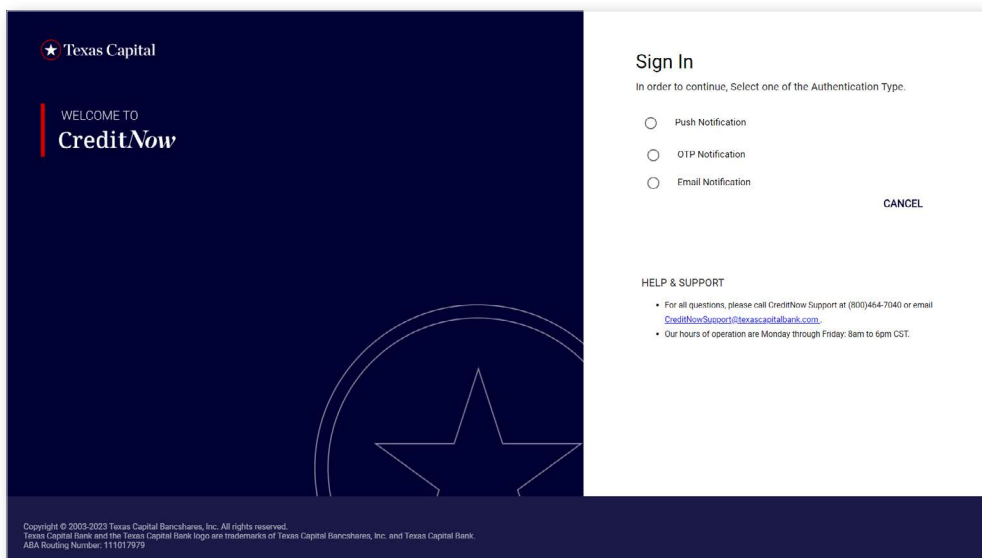 Texas Capital
WELCOME TO
CreditNow
Sign In
In order to continue, Select one of the Authentication Type.
Push Notification
OTP Notification
Email Notification
CANCEL
HELP & SUPPORT
• For all questions, please call CreditNow Support at (800)464-7040 or email
CreditNowSupport@texascapitalbank.com .
• Our hours of operation are Monday through Friday: 8am to 6pm CST.
Copyright © 2003-2023 Texas Capital Bancshares, Inc. All rights reserved.
Texas Capital Bank and the Texas Capital Bank logo are trademarks of Texas Capital Bancshares, Inc. and Texas Capital Bank.
ABA Routing Number: 111017979